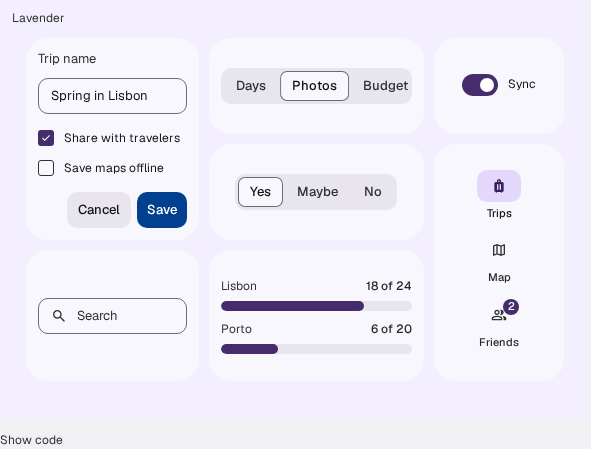 Lavender
Trip name
Spring in Lisbon
Share with travelers
Save maps offline
Cancel
Save
Search
Days
Photos
Budget
Yes
Maybe
No
Lisbon
18 of 24
Porto
6 of 20
Sync
Trips
Map
2
Friends
Show code